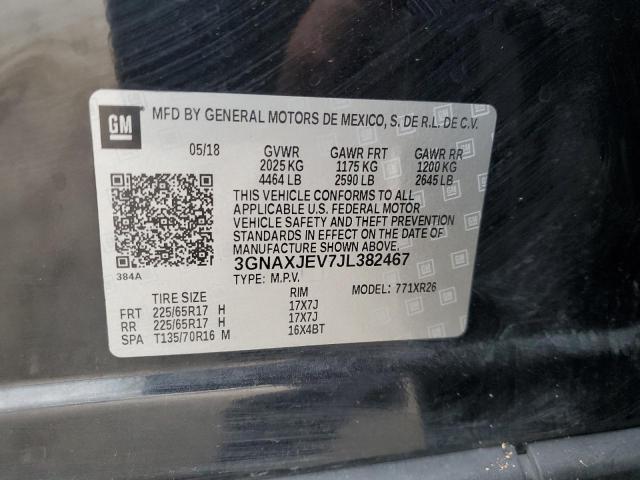 GM MFD BY GENERAL MOTORS DE MEXICO, S. DE R.L. DE C.V.
05/18 GVWR GAWR FRT GAWR RR
2025 KG 1175 KG 1200 KG
4464 LB 2590 LB 2645 LB
THIS VEHICLE CONFORMS TO ALL
APPLICABLE U.S. FEDERAL MOTOR
VEHICLE SAFETY AND THEFT PREVENTION
STANDARDS IN EFFECT ON THE DATE OF
MANUFACTURE SHOWN ABOVE.
384A 3GNAXJEV7JL382467
TYPE: M.P.V. MODEL: 771XR26
TIRE SIZE RIM
FRT 225/65R17 H 17X7J
RR 225/65R17 H 17X7J
SPA T135/70R16 M 16X4BT